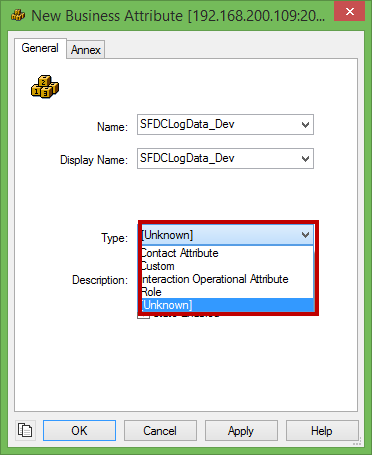 New Business Attribute [192.168.200.109:20...
General Annex
Name: SFDCLogData_Dev
Display Name: SFDCLogData_Dev
Type: [Unknown]
Contact Attribute
Custom
Interaction Operational Attribute
Description:
Role
[Unknown]
State Enabled
OK Cancel Apply Help